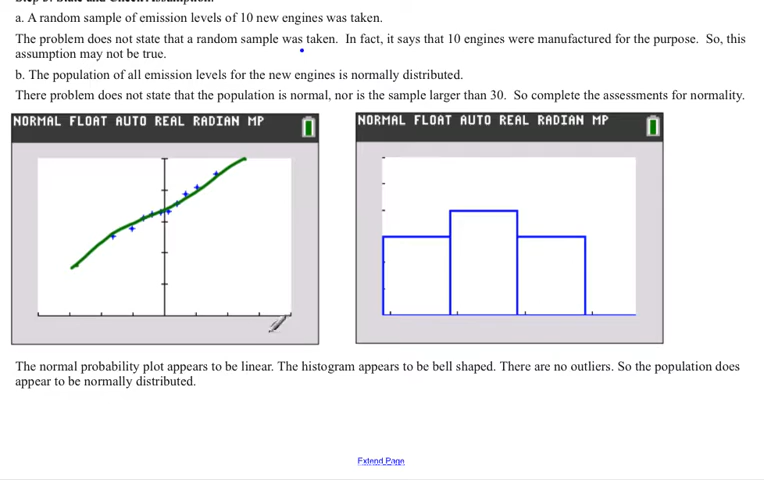 a. A random sample of emission levels of 10 new engines was taken.
The problem does not state that a random sample was taken. In fact, it says that 10 engines were manufactured for the purpose. So, this
assumption may not be true.
b. The population of all emission levels for the new engines is normally distributed.
There problem does not state that the population is normal, nor is the sample larger than 30. So complete the assessments for normality.
NORMAL FLOAT AUTO REAL RADIAN MP
NORMAL FLOAT AUTO REAL RADIAN MP
The normal probability plot appears to be linear. The histogram appears to be bell shaped. There are no outliers. So the population does
appear to be normally distributed.
Extend Page